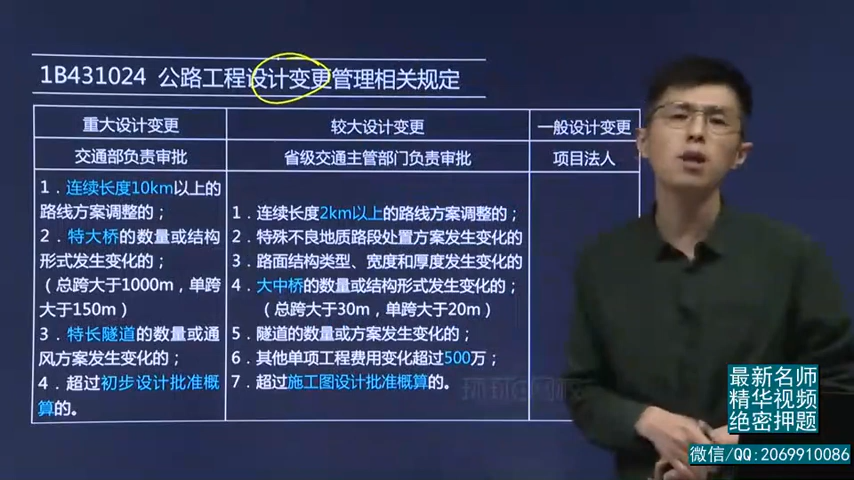 1B431024 公路工程设计变更管理相关规定
重大设计变更
较大设计变更
一般设计变更
交通部负责审批
省级交通主管部门负责审批
项目法人
1．连续长度10km以上的
路线方案调整的；
2．特大桥的数量或结构
形式发生变化的；
（总跨大于1000m，单跨
大于150m）
3．特长隧道的数量或通
风方案发生变化的；
4．超过初步设计批准概
算的。
1．连续长度2km以上的路线方案调整的；
2．特殊不良地质路段处置方案发生变化的
3．路面结构类型、宽度和厚度发生变化的
4．大中桥的数量或结构形式发生变化的；
（总跨大于30m，单跨大于20m）
5．隧道的数量或方案发生变化的；
6．其他单项工程费用变化超过500万；
7．超过施工图设计批准概算的。
最新名师
精华视频
绝密押题
微信/QQ:2069910086